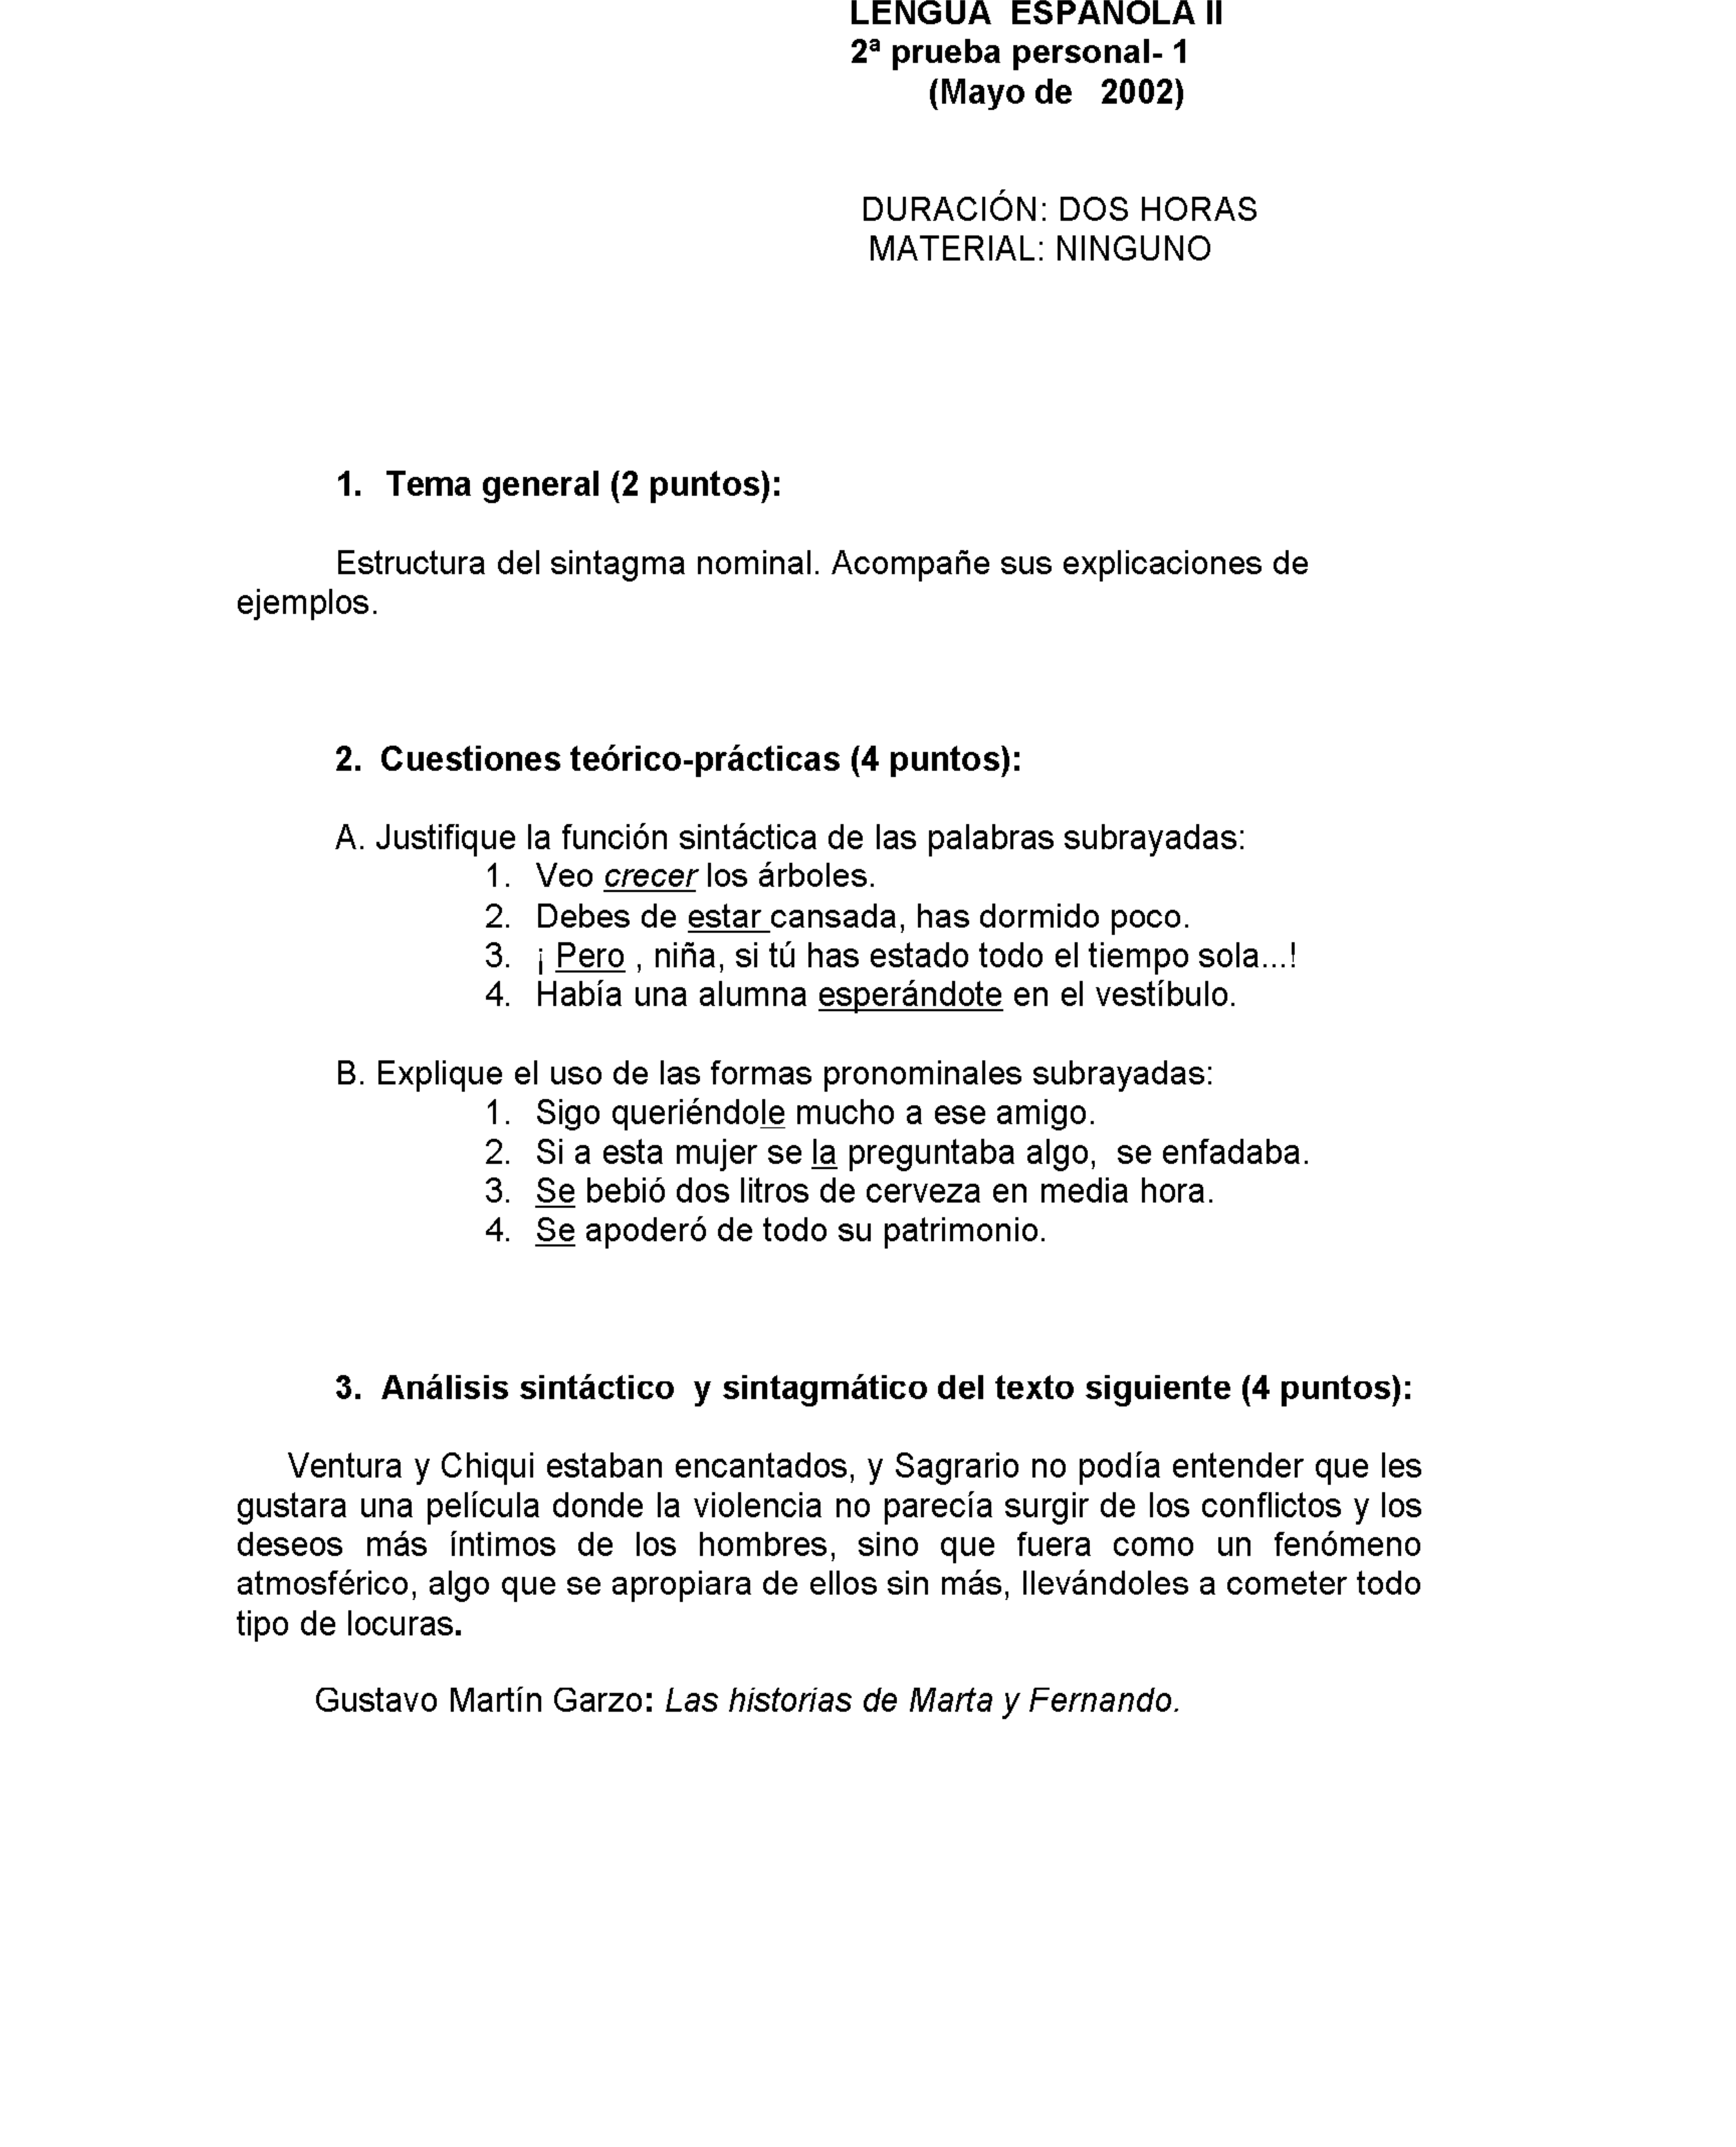 LENGUA ESPAÑOLA II
2ª prueba personal- 1
(Mayo de 2002)
DURACIÓN: DOS HORAS
MATERIAL: NINGUNO
1. Tema general (2 puntos):
Estructura del sintagma nominal. Acompañe sus explicaciones de
ejemplos.
2. Cuestiones teórico-prácticas (4 puntos):
A. Justifique la función sintáctica de las palabras subrayadas:
1. Veo crecer los árboles.
2. Debes de estar cansada, has dormido poco.
3. ¡ Pero , niña, si tú has estado todo el tiempo sola...!
4. Había una alumna esperándote en el vestíbulo.
B. Explique el uso de las formas pronominales subrayadas:
1. Sigo queriéndole mucho a ese amigo.
2. Si a esta mujer se la preguntaba algo, se enfadaba.
3. Se bebió dos litros de cerveza en media hora.
4. Se apoderó de todo su patrimonio.
3. Análisis sintáctico y sintagmático del texto siguiente (4 puntos):
Ventura y Chiqui estaban encantados, y Sagrario no podía entender que les
gustara una película donde la violencia no parecía surgir de los conflictos y los
deseos más íntimos de los hombres, sino que fuera como un fenómeno
atmosférico, algo que se apropiara de ellos sin más, llevándoles a cometer todo
tipo de locuras.
Gustavo Martín Garzo: Las historias de Marta y Fernando.